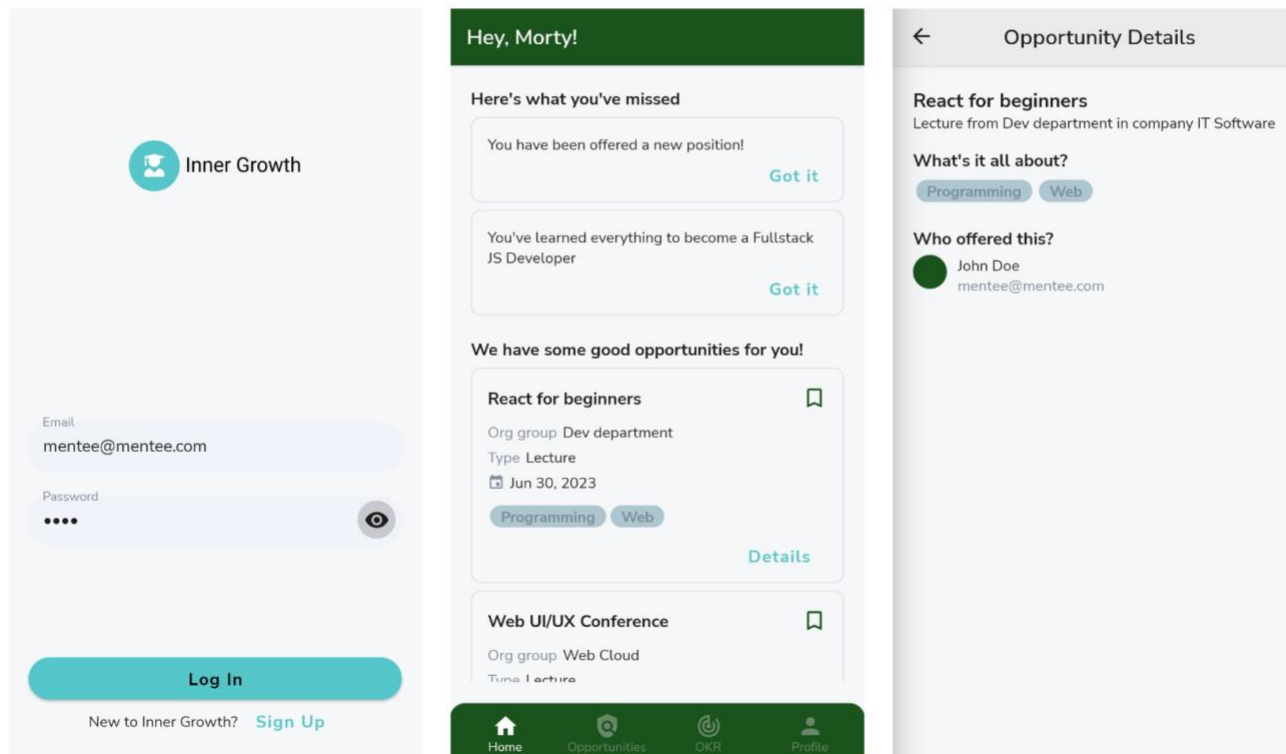 Inner Growth
Email
mentee@mentee.com
Password
••••
Log In
New to Inner Growth? Sign Up
Hey, Morty!
Here's what you've missed
You have been offered a new position!
Got it
You've learned everything to become a Fullstack
JS Developer
Got it
We have some good opportunities for you!
React for beginners
Org group Dev department
Type Lecture
Jun 30, 2023
Programming Web
Details
Web UI/UX Conference
Org group Web Cloud
Type Lecture
Home Opportunities OKR Profile
Opportunity Details
React for beginners
Lecture from Dev department in company IT Software
What's it all about?
Programming Web
Who offered this?
John Doe
mentee@mentee.com